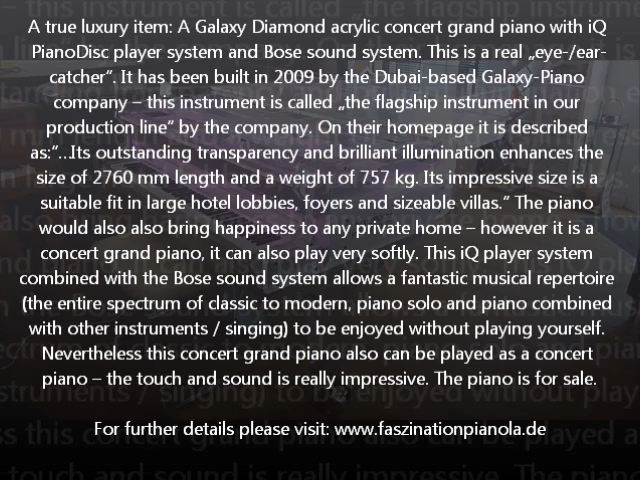 A true luxury item: A Galaxy Diamond acrylic concert grand piano with iQ
PianoDisc player system and Bose sound system. This is a real „eye-/ear-
catcher“. It has been built in 2009 by the Dubai-based Galaxy-Piano
company – this instrument is called „the flagship instrument in our
production line“ by the company. On their homepage it is described
as:“...Its outstanding transparency and brilliant illumination enhances the
size of 2760 mm length and a weight of 757 kg. Its impressive size is a
suitable fit in large hotel lobbies, foyers and sizeable villas.“ The piano
would also also bring happiness to any private home – however it is a
concert grand piano, it can also play very softly. This iQ player system
combined with the Bose sound system allows a fantastic musical repertoire
(the entire spectrum of classic to modern, piano solo and piano combined
with other instruments / singing) to be enjoyed without playing yourself.
Nevertheless this concert grand piano also can be played as a concert
piano – the touch and sound is really impressive. The piano is for sale.
For further details please visit: www.faszinationpianola.de